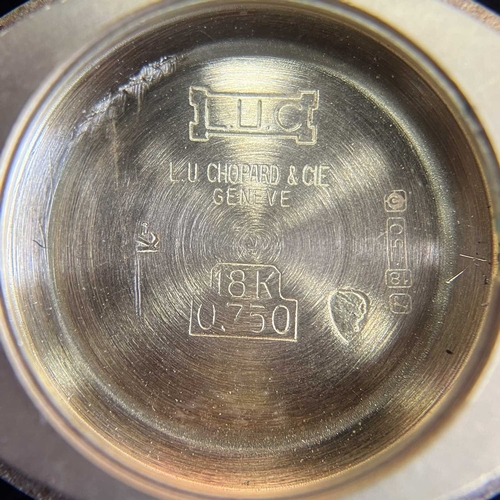 L.U.C
L.U CHOPARD & CIE
GENEVE
18K
0.750